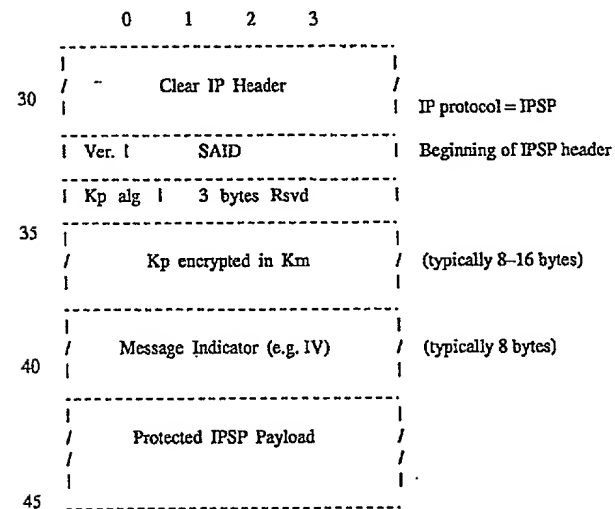 0 1 2 3
30 Clear IP Header
IP protocol = IPSP
Ver. SAID Beginning of IPSP header
Kp alg 3 bytes Rsvd
35
Kp encrypted in Km (typically 8–16 bytes)
Message Indicator (e.g. IV) (typically 8 bytes)
40
Protected IPSP Payload
45